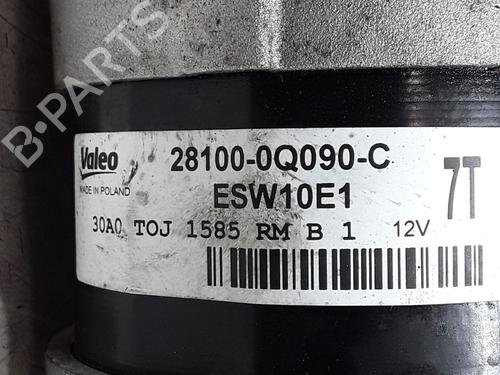 B-PARTS
Valeo
MADE IN POLAND
28100-0Q090-C
ESW10E1
7T
30A0 TOJ 1585 RM B 1 12V